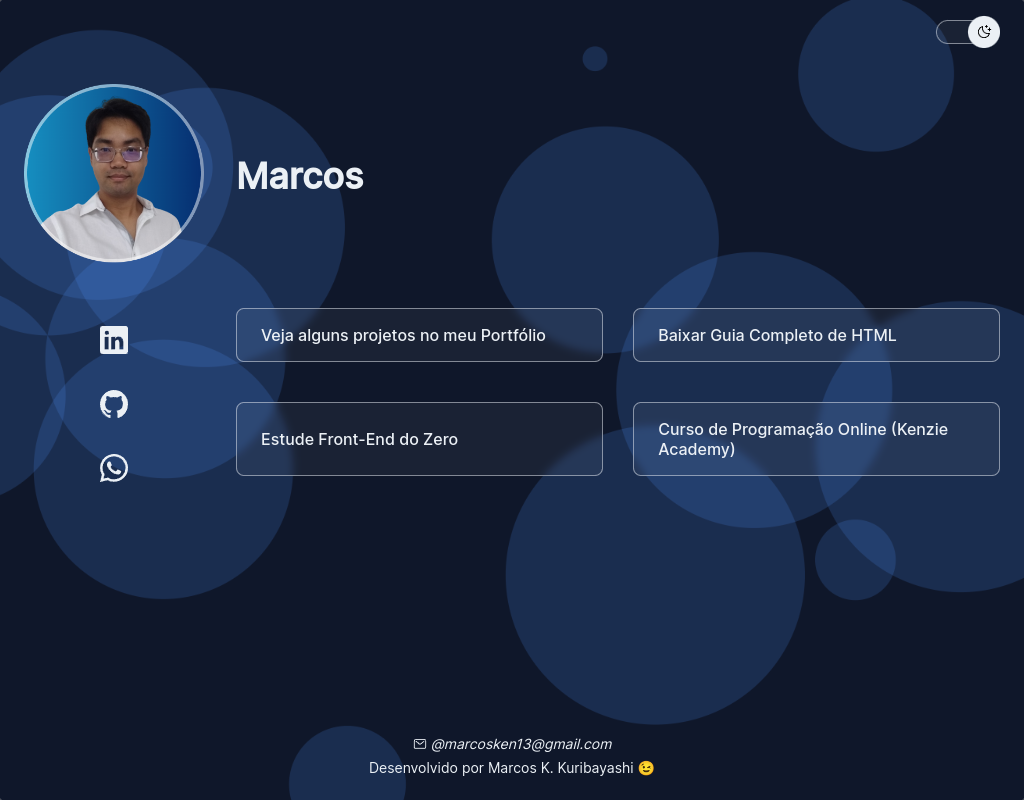 Marcos
Veja alguns projetos no meu Portfólio
Baixar Guia Completo de HTML
Estude Front-End do Zero
Curso de Programação Online (Kenzie
Academy)
@marcosken13@gmail.com
Desenvolvido por Marcos K. Kuribayashi 😉